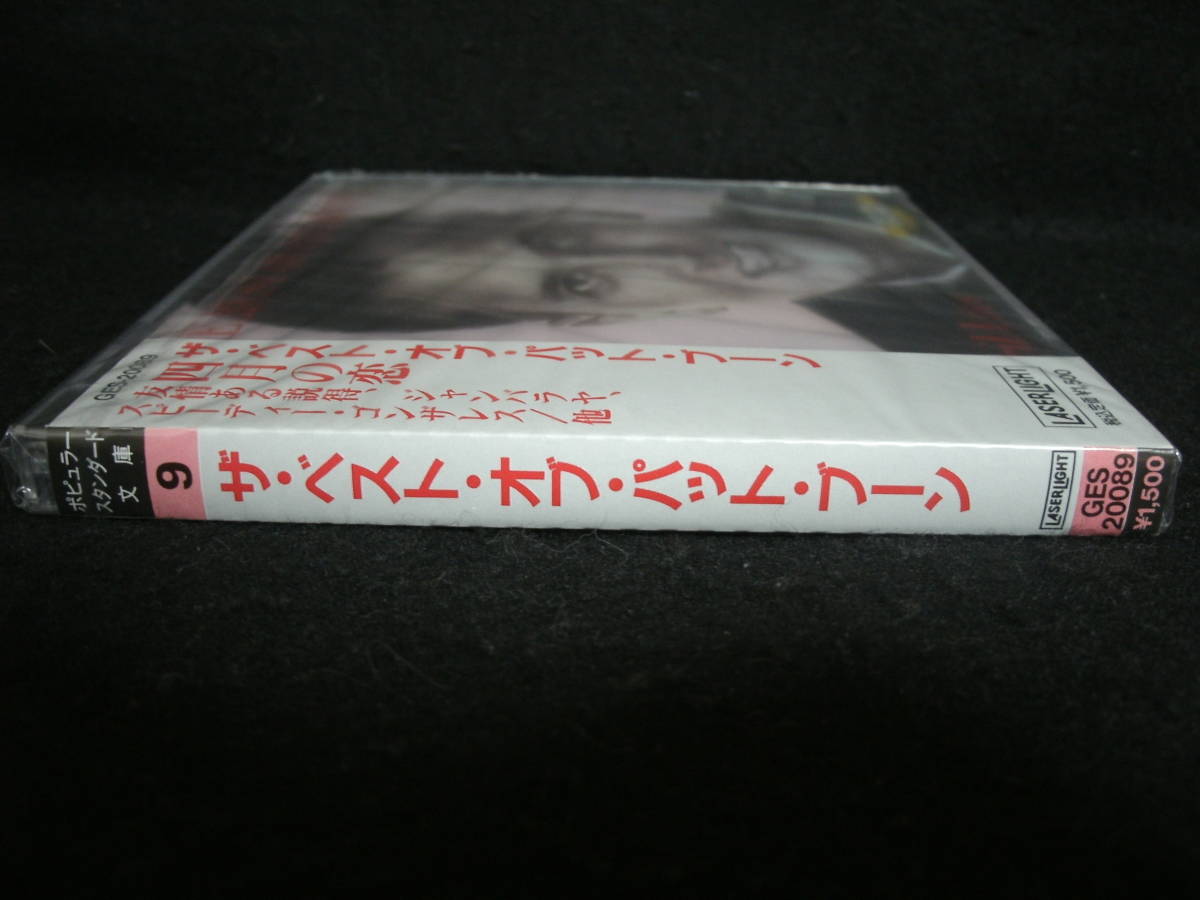 GES-20089
ザ・ベスト・オブ・パット・ブーン
四月の恋
友情ある説得、ジャンバラヤ、
スピーディー・ゴンザレス/他
LASERLIGHT
ポピュラー
スタンダード
文庫
9
ザ・ベスト・オブ・パット・ブーン
LASERLIGHT
GES
20089
¥1,500